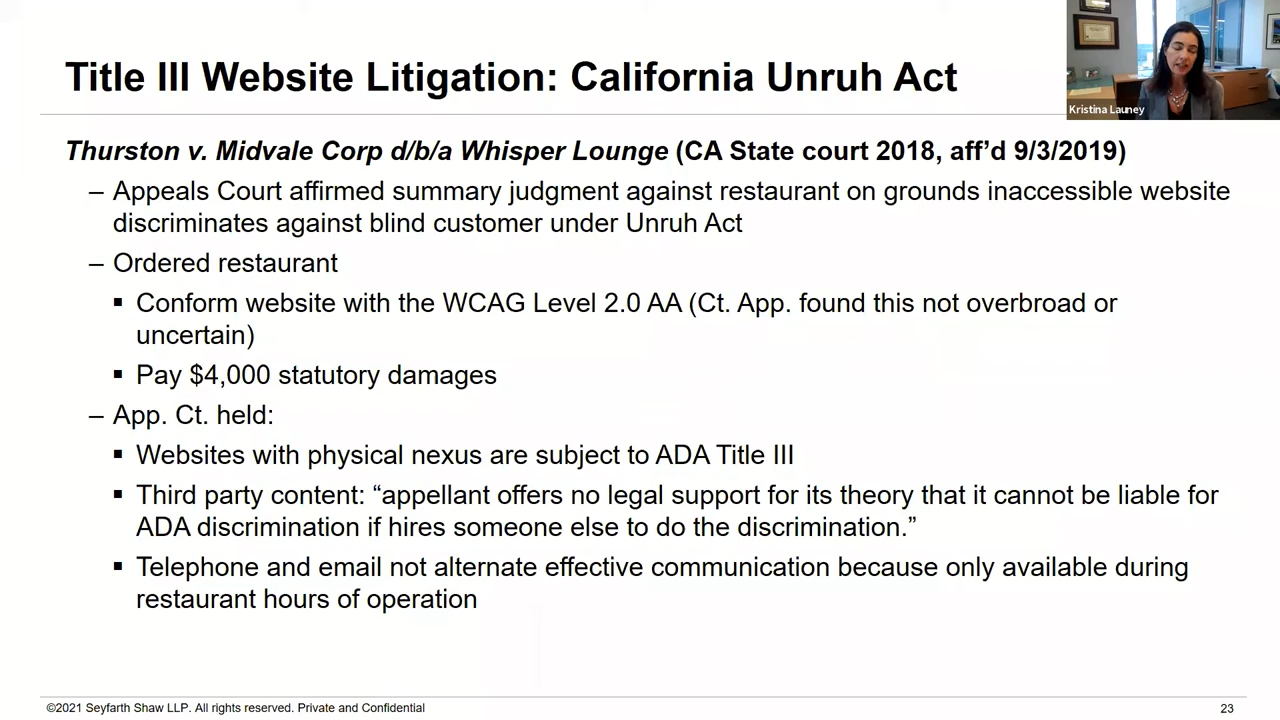 Title III Website Litigation: California Unruh Act
Kristina Launey
Thurston v. Midvale Corp d/b/a Whisper Lounge (CA State court 2018, aff’d 9/3/2019)
– Appeals Court affirmed summary judgment against restaurant on grounds inaccessible website
discriminates against blind customer under Unruh Act
– Ordered restaurant
▪ Conform website with the WCAG Level 2.0 AA (Ct. App. found this not overbroad or
uncertain)
▪ Pay $4,000 statutory damages
– App. Ct. held:
▪ Websites with physical nexus are subject to ADA Title III
▪ Third party content: “appellant offers no legal support for its theory that it cannot be liable for
ADA discrimination if hires someone else to do the discrimination.”
▪ Telephone and email not alternate effective communication because only available during
restaurant hours of operation
©2021 Seyfarth Shaw LLP. All rights reserved. Private and Confidential
23